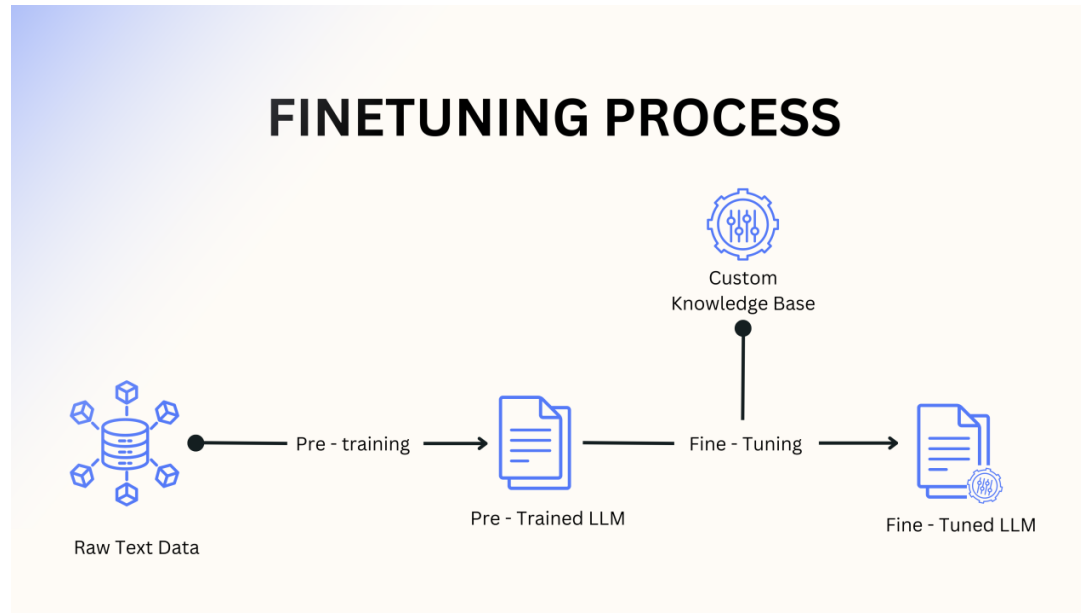 FINETUNING PROCESS
Custom
Knowledge Base
Pre - training
Fine - Tuning
Pre - Trained LLM
Fine - Tuned LLM
Raw Text Data